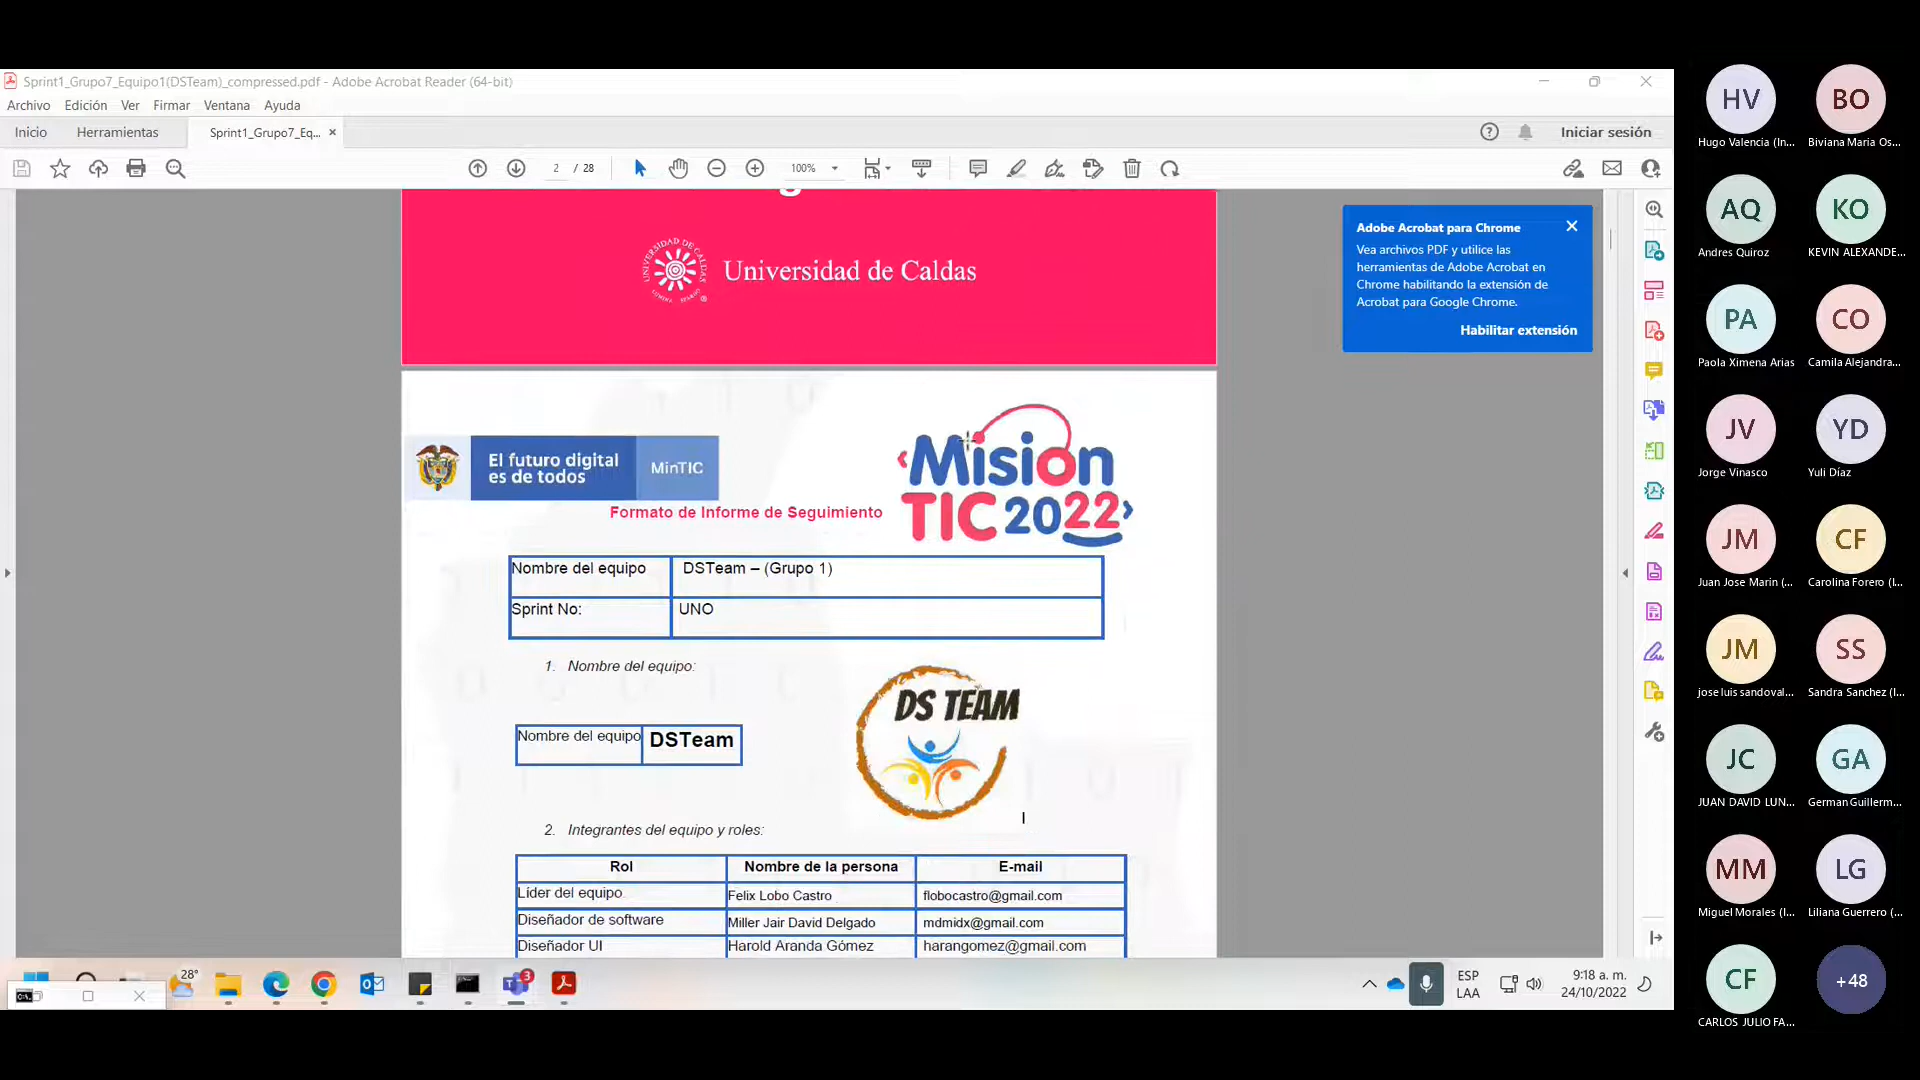 Sprint1_Grupo7_Equipo1(DSTeam)_compressed.pdf - Adobe Acrobat Reader (64-bit)
Archivo Edición Ver Firmar Ventana Ayuda
Inicio Herramientas Sprint1_Grupo7_Eq... × Iniciar sesión
2 / 28 100%
UNIVERSIDAD DE CALDAS
Universidad de Caldas
Adobe Acrobat para Chrome
Vea archivos PDF y utilice las
herramientas de Adobe Acrobat en
Chrome habilitando la extensión de
Acrobat para Google Chrome.
Habilitar extensión
El futuro digital
es de todos
MinTIC
Misión
TIC 2022
Formato de Informe de Seguimiento
Nombre del equipo DSTeam – (Grupo 1)
Sprint No: UNO
1. Nombre del equipo:
DS TEAM
Nombre del equipo DSTeam
2. Integrantes del equipo y roles:
Rol Nombre de la persona E-mail
Líder del equipo Felix Lobo Castro flobocastro@gmail.com
Diseñador de software Miller Jair David Delgado mdmidx@gmail.com
Diseñador UI Harold Aranda Gómez harangomez@gmail.com
28°
3
ESP
LAA
9:18 a. m.
24/10/2022
HV BO
Hugo Valencia (In... Biviana Maria Os...
AQ KO
Andres Quiroz KEVIN ALEXANDE...
PA CO
Paola Ximena Arias Camila Alejandra...
JV YD
Jorge Vinasco Yuli Díaz
JM CF
Juan Jose Marin (... Carolina Forero (I...
JM SS
jose luis sandoval... Sandra Sanchez (I...
JC GA
JUAN DAVID LUN... German Guillerm...
MM LG
Miguel Morales (I... Liliana Guerrero (...
CF +48
CARLOS JULIO FA...